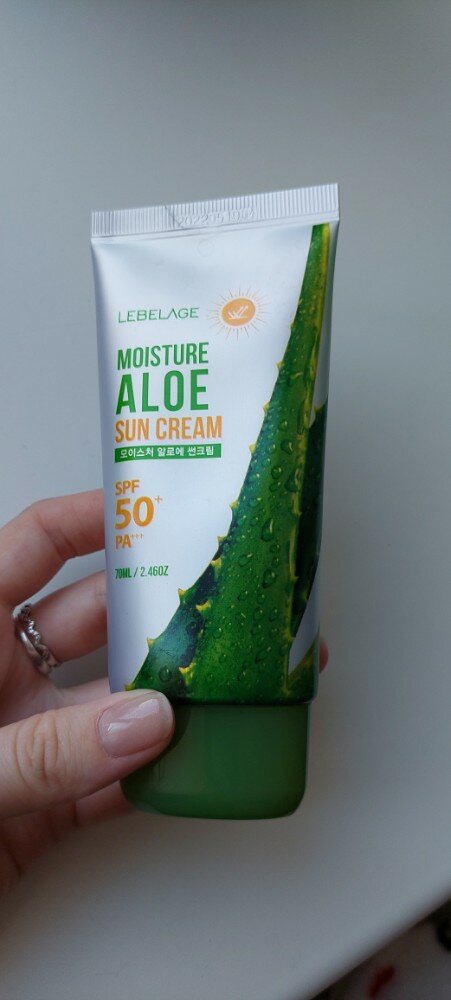 LEBELAGE
MOISTURE
ALOE
SUN CREAM
모이스처 알로에 썬크림
SPF
50+
PA+++
70ML / 2.46OZ